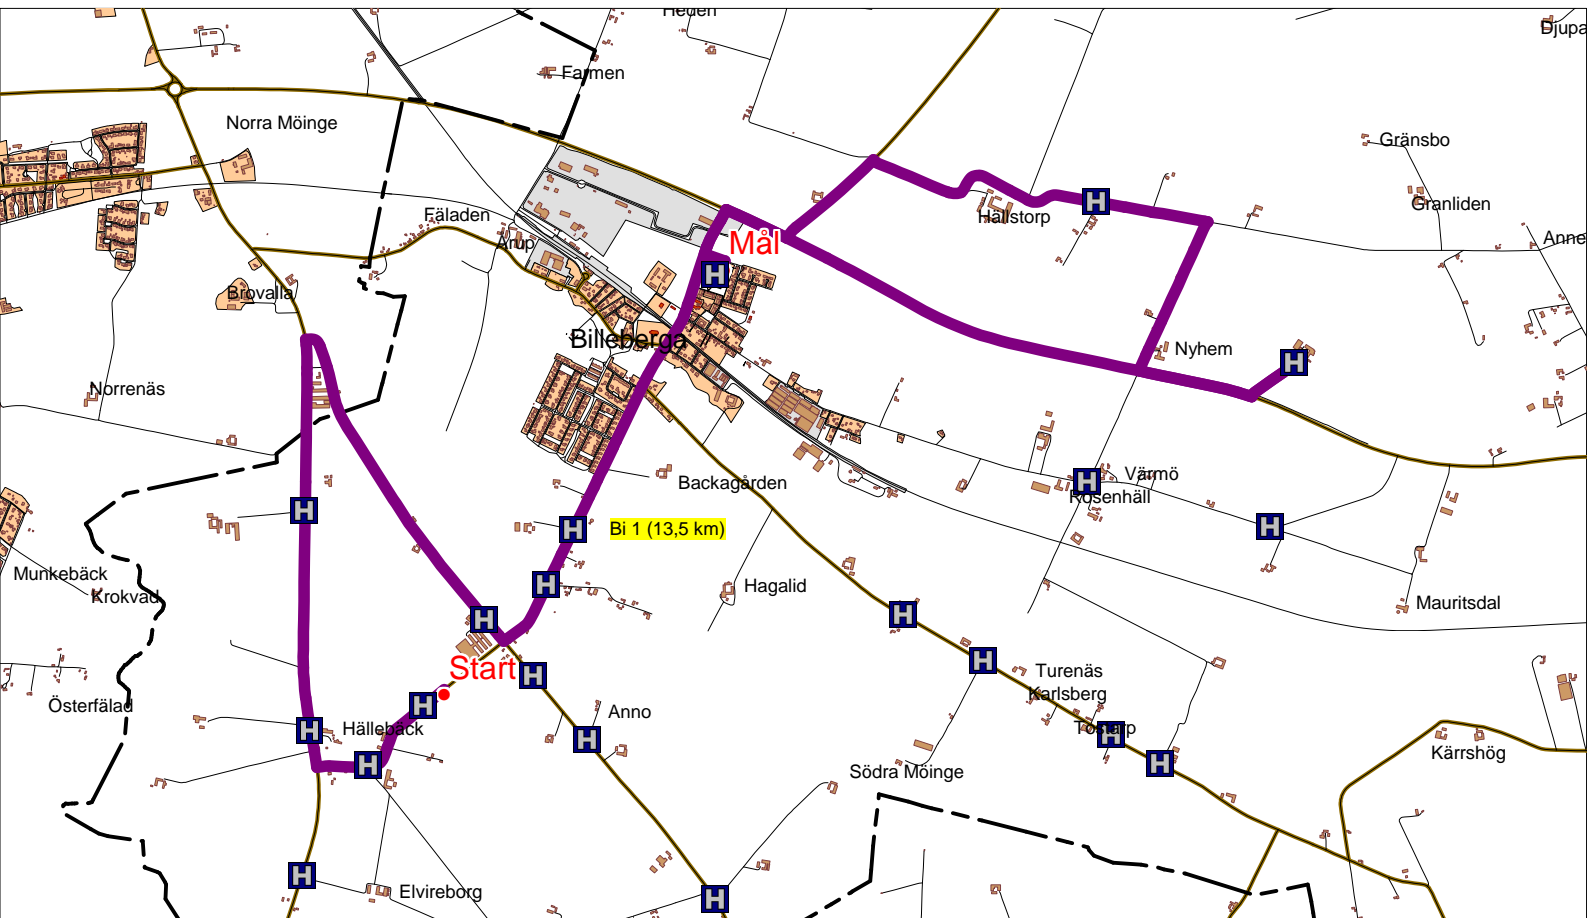 Heden
Djupa
Farmen
Norra Möinge
Gränsbo
Granliden
Fäladen
Hällstorp
Årup
Mål
Anne
H
H
Brovalla
Billeberga
Nyhem
H
Norrenäs
Backagården
Värmö
H
Rosenhäll
H
H
Bi 1 (13,5 km)
H
Munkebäck
Krokvad
H
Hagalid
Mauritsdal
H
H
Start
H
H
Turenäs
Karlsberg
Österfälad
H
Anno
Hällebäck
H
H
Tostarp
H
Kärrshög
H
Södra Möinge
H
H
Elvireborg
H